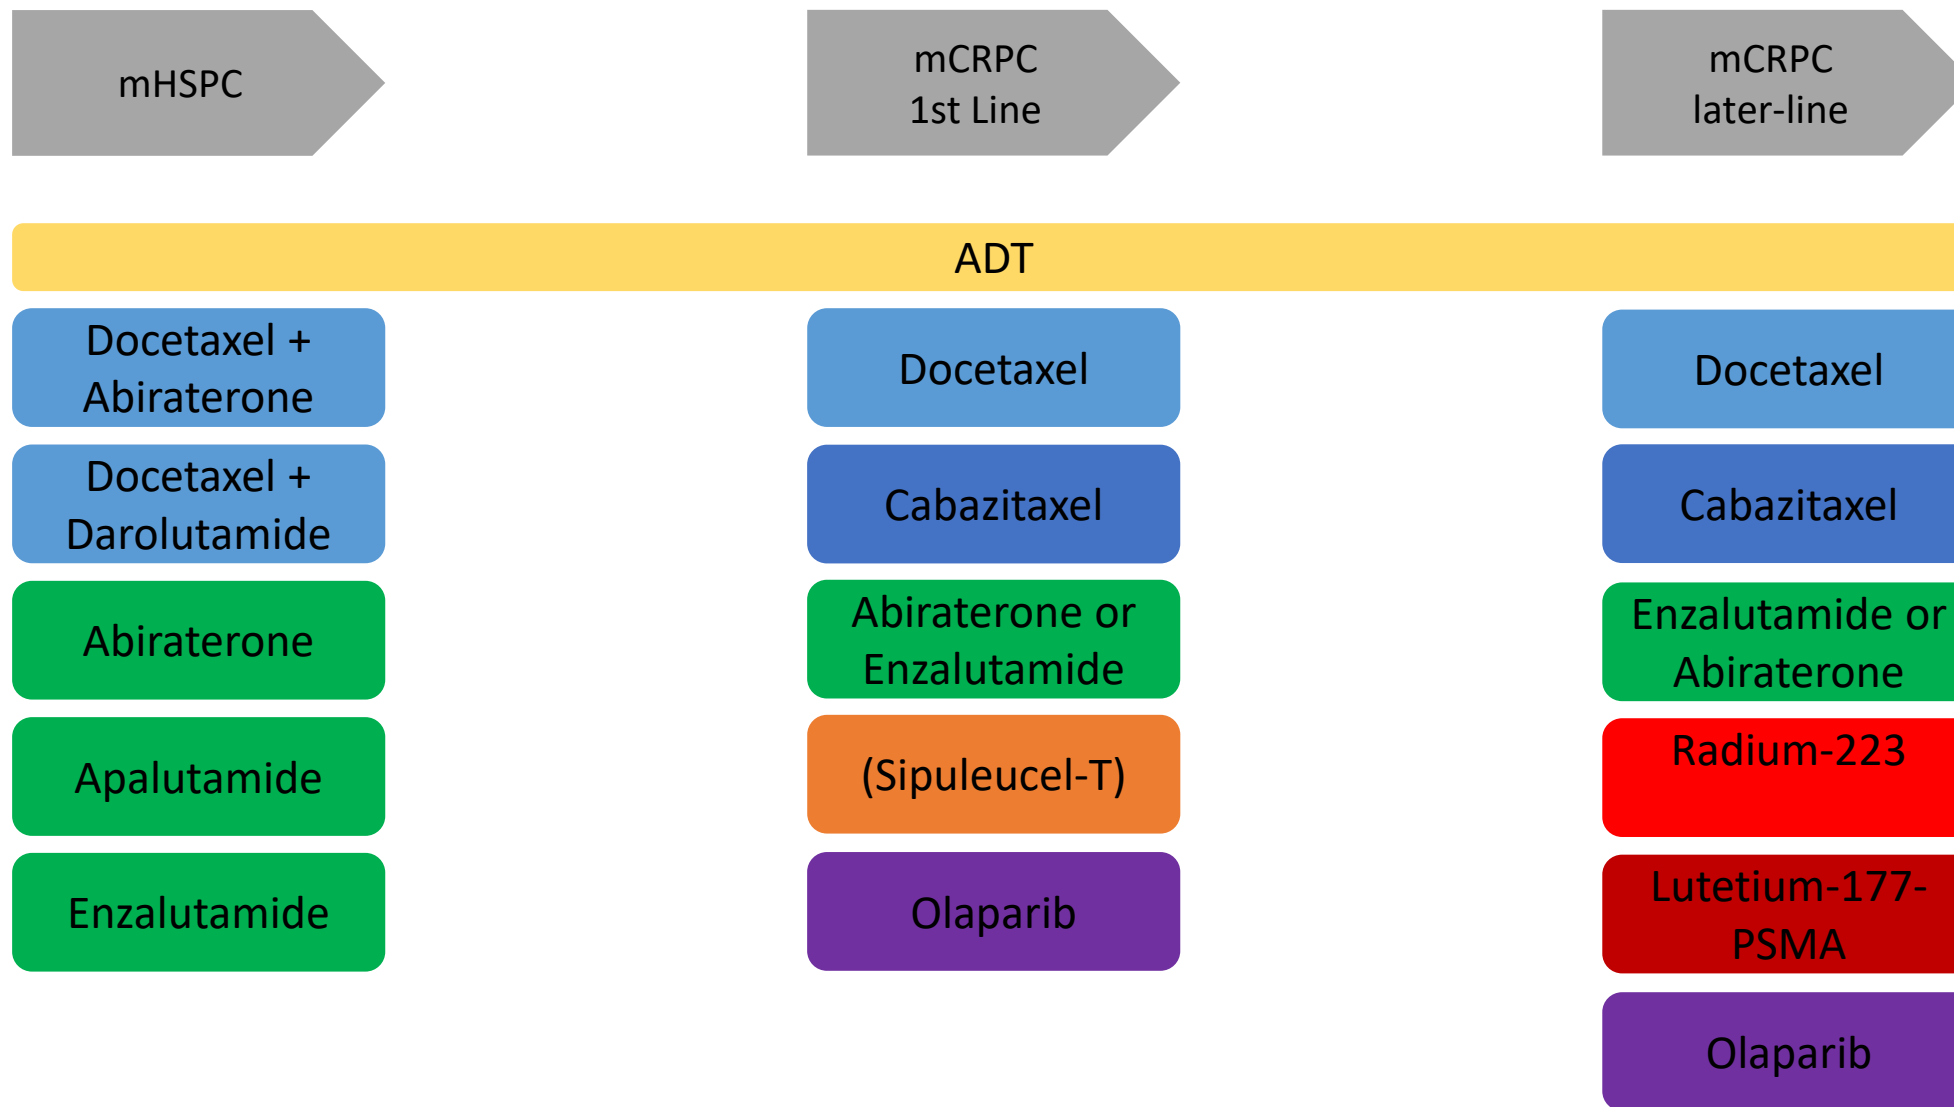 mHSPC
mCRPC
1st Line
mCRPC
later-line
ADT
Docetaxel +
Abiraterone
Docetaxel +
Darolutamide
Abiraterone
Apalutamide
Enzalutamide
Docetaxel
Cabazitaxel
Abiraterone or
Enzalutamide
(Sipuleucel-T)
Olaparib
Docetaxel
Cabazitaxel
Enzalutamide or
Abiraterone
Radium-223
Lutetium-177-
PSMA
Olaparib